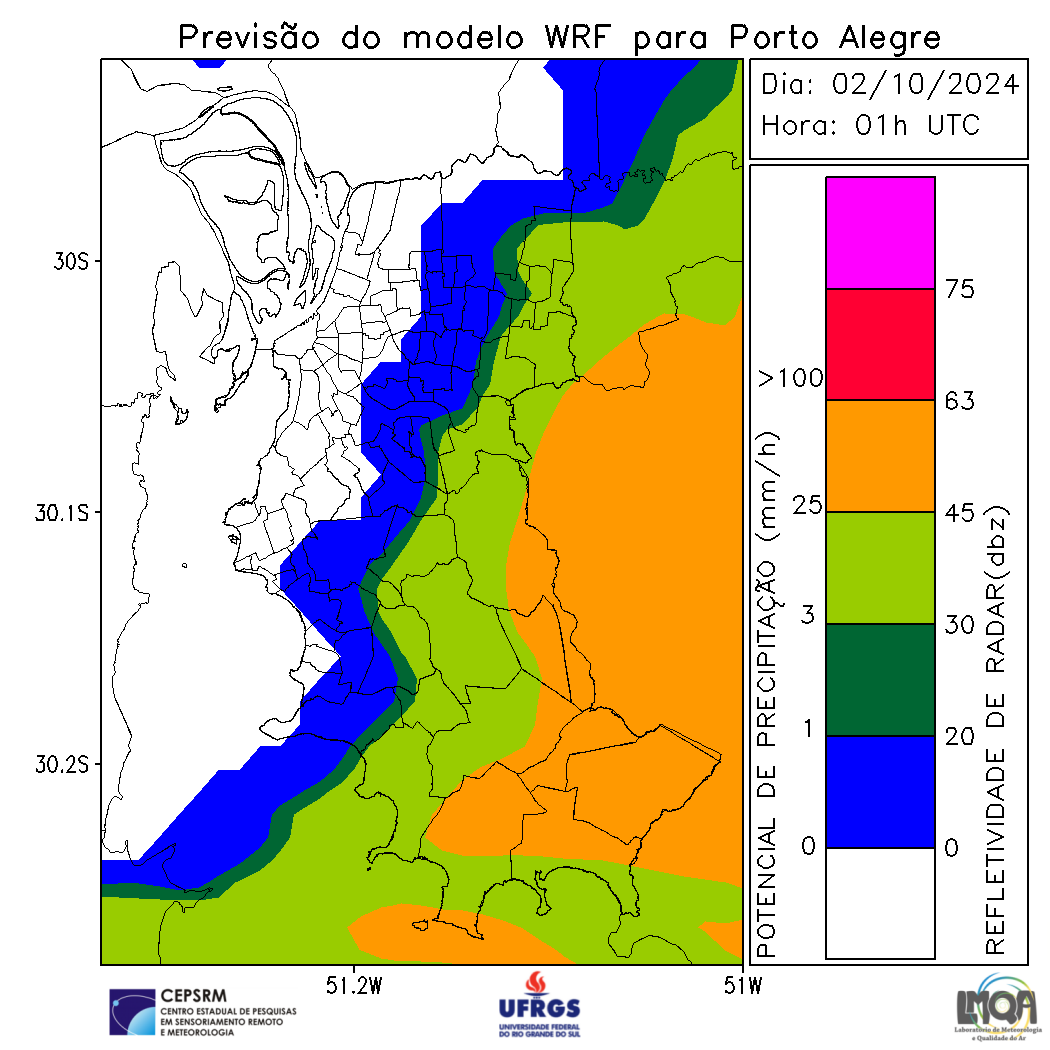 Previsão do modelo WRF para Porto Alegre
Dia: 02/10/2024
Hora: 01h UTC
30S
30.1S
30.2S
51.2W
51W
POTENCIAL DE PRECIPITAÇÃO (mm/h)
>100
25
3
1
0
75
63
45
30
20
0
REFLETIVIDADE DE RADAR(dbz)
CEPSRM
CENTRO ESTADUAL DE PESQUISAS
EM SENSORIAMENTO REMOTO
E METEOROLOGIA
UFRGS
UNIVERSIDADE FEDERAL
DO RIO GRANDE DO SUL
LMQA
Laboratório de Meteorologia
e Qualidade do Ar